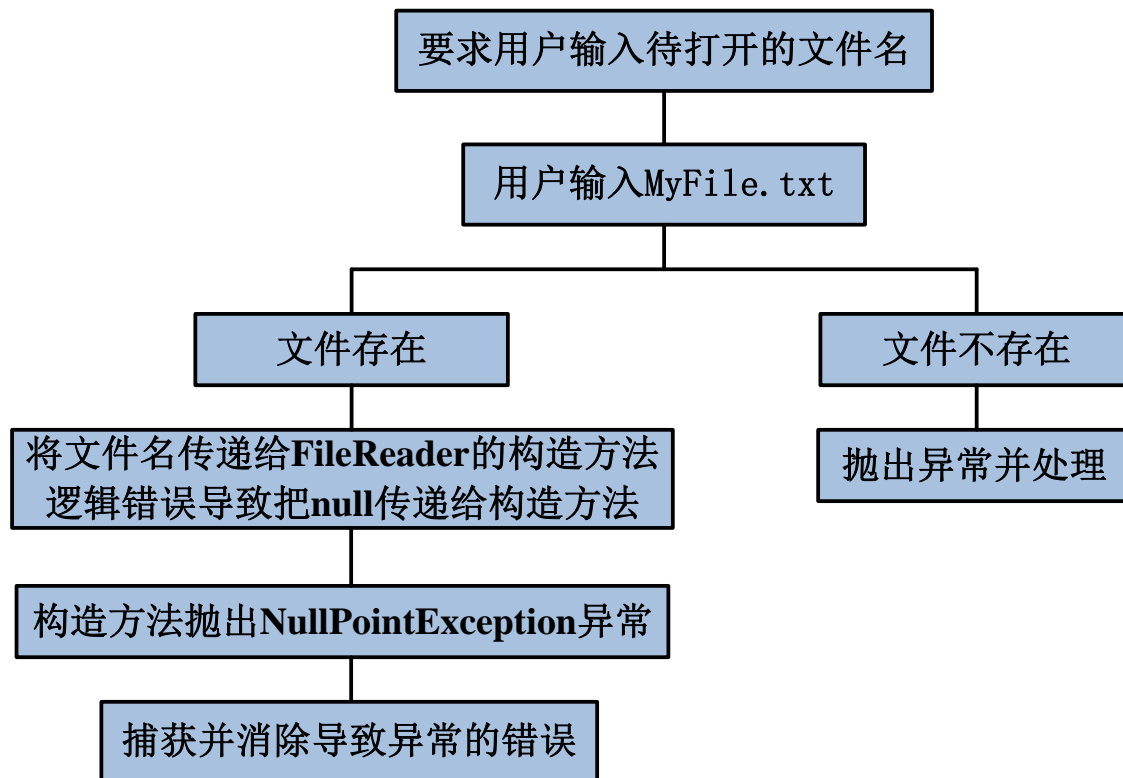 要求用户输入待打开的文件名
用户输入MyFile.txt
文件存在
文件不存在
将文件名传递给FileReader的构造方法
逻辑错误导致把null传递给构造方法
抛出异常并处理
构造方法抛出NullPointException异常
捕获并消除导致异常的错误